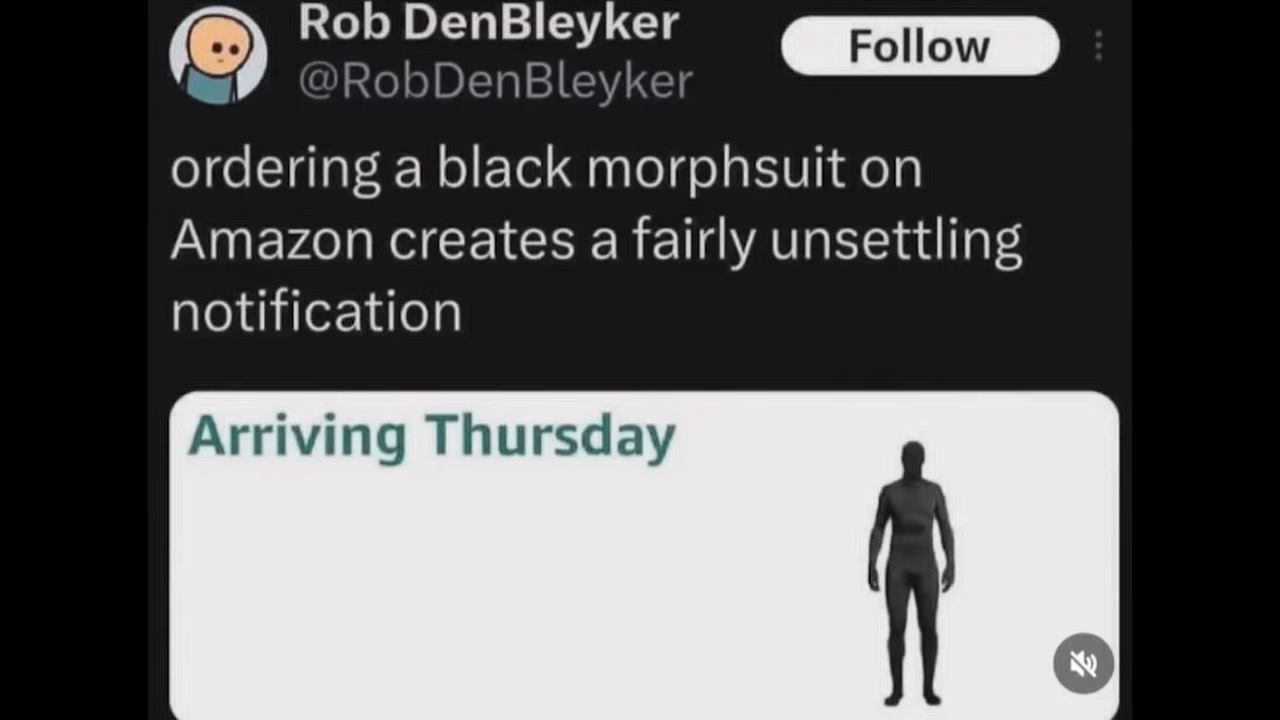 Rob DenBleyker
Follow
@RobDenBleyker
ordering a black morphsuit on
Amazon creates a fairly unsettling
notification
Arriving Thursday